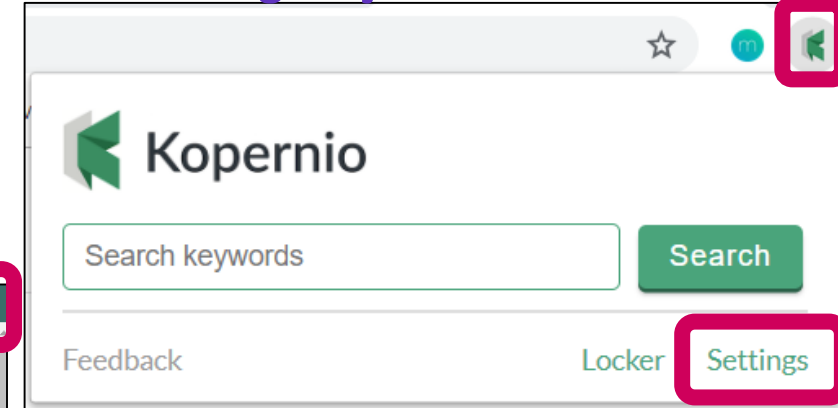 m
Kopernio
Search keywords
Search
Feedback
Locker
Settings